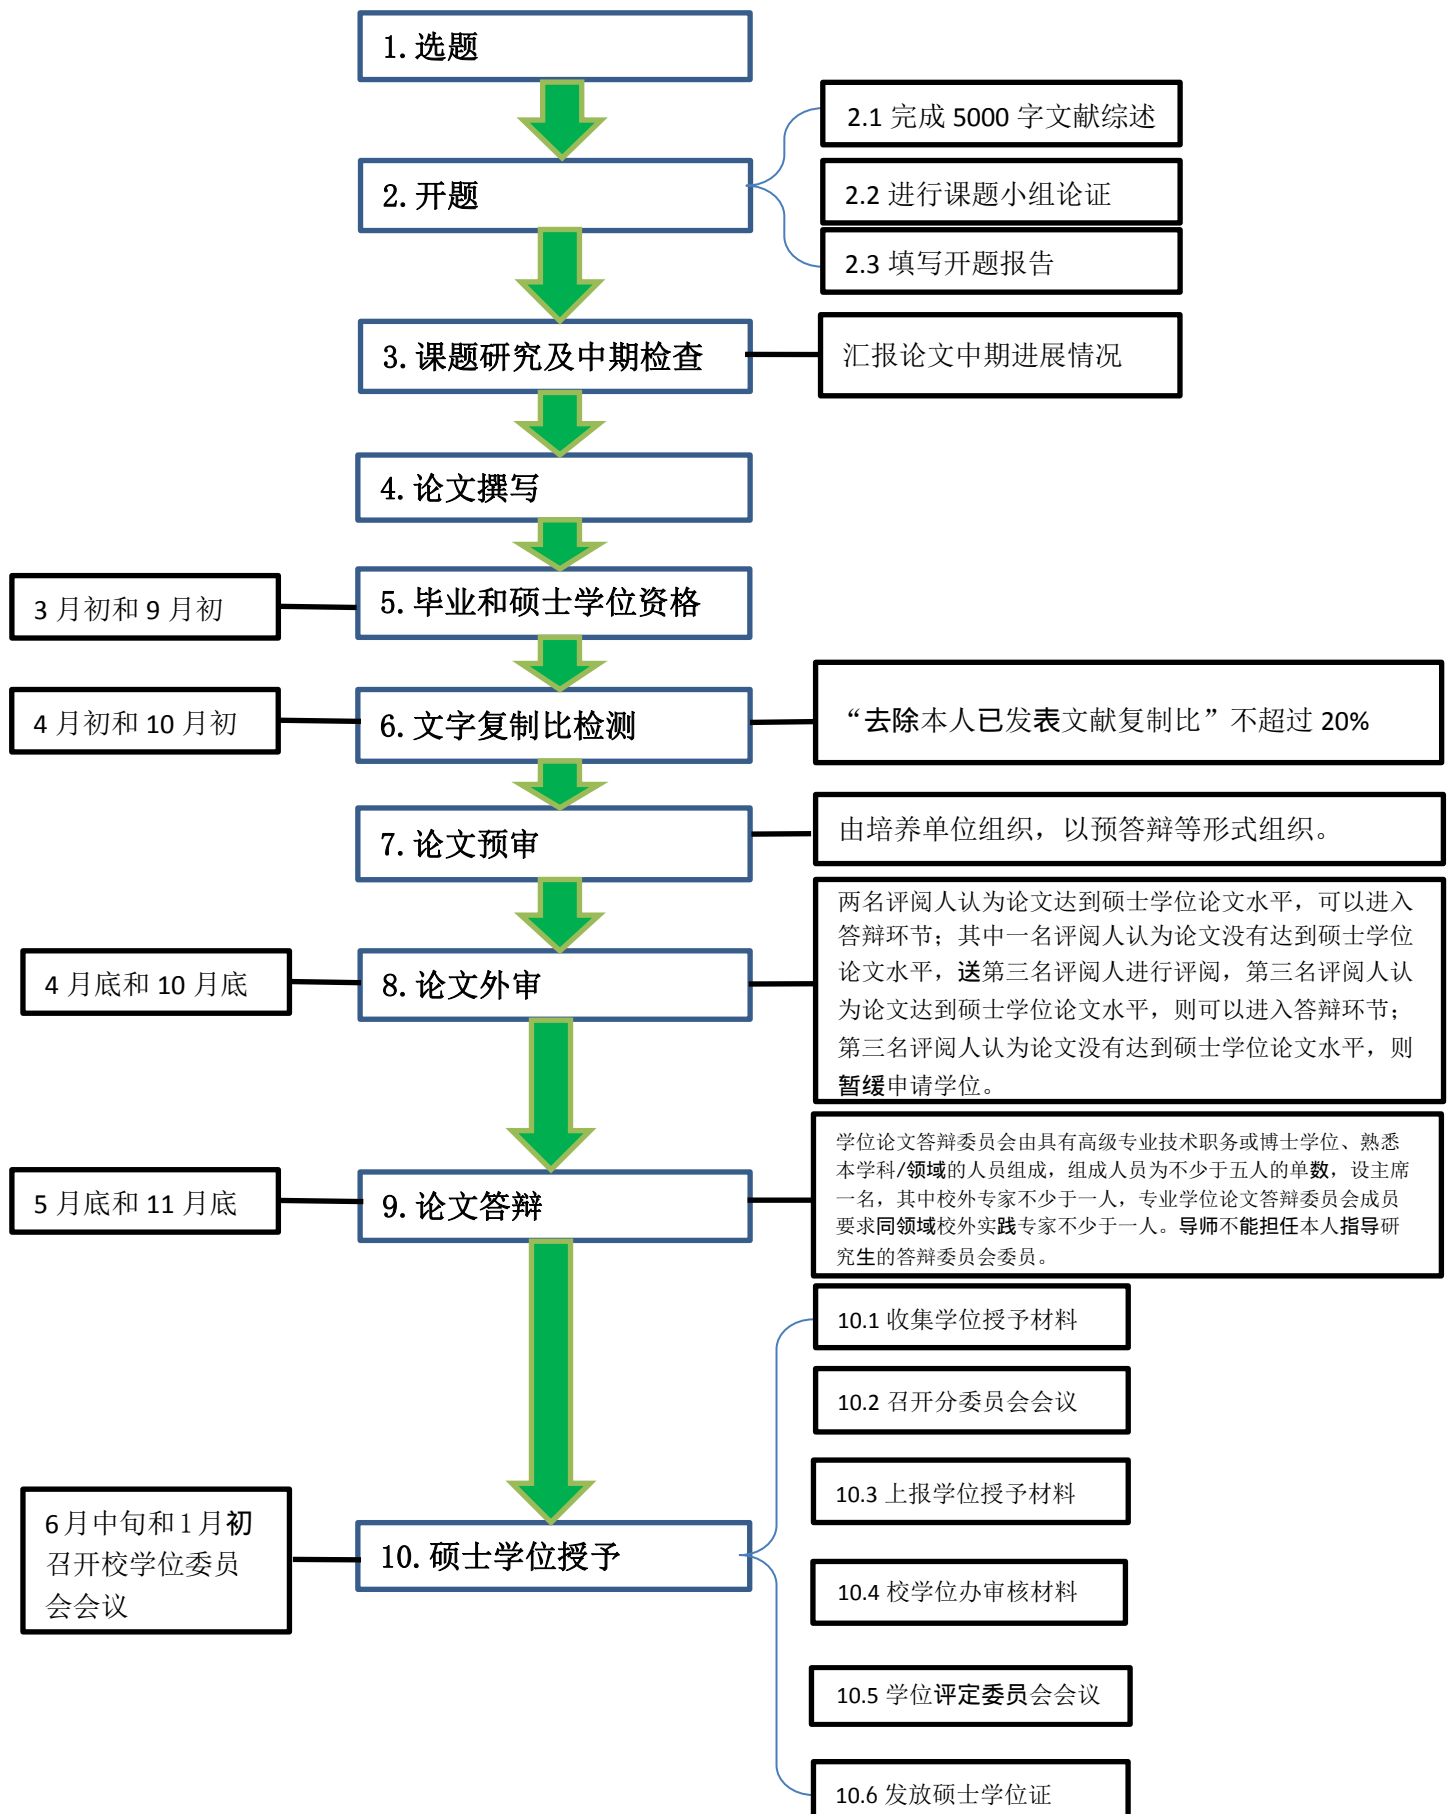 1.选题
2.1 完成 5000 字文献综述
2.开题
2.2 进行课题小组论证
2.3 填写开题报告
3.课题研究及中期检查
汇报论文中期进展情况
4.论文撰写
3 月初和 9 月初
5.毕业和硕士学位资格
4 月初和 10 月初
6.文字复制比检测
“去除本人已发表文献复制比”不超过 20%
7.论文预审
由培养单位组织，以预答辩等形式组织。
4 月底和 10 月底
8.论文外审
两名评阅人认为论文达到硕士学位论文水平，可以进入
答辩环节；其中一名评阅人认为论文没有达到硕士学位
论文水平，送第三名评阅人进行评阅，第三名评阅人认
为论文达到硕士学位论文水平，则可以进入答辩环节；
第三名评阅人认为论文没有达到硕士学位论文水平，则
暂缓申请学位。
5 月底和 11 月底
9.论文答辩
学位论文答辩委员会由具有高级专业技术职务或博士学位、熟悉
本学科/领域的人员组成，组成人员为不少于五人的单数，设主席
一名，其中校外专家不少于一人，专业学位论文答辩委员会成员
要求同领域校外实践专家不少于一人。导师不能担任本人指导研
究生的答辩委员会委员。
6 月中旬和 1 月初
召开校学位委员
会会议
10.硕士学位授予
10.1 收集学位授予材料
10.2 召开分委员会会议
10.3 上报学位授予材料
10.4 校学位办审核材料
10.5 学位评定委员会会议
10.6 发放硕士学位证